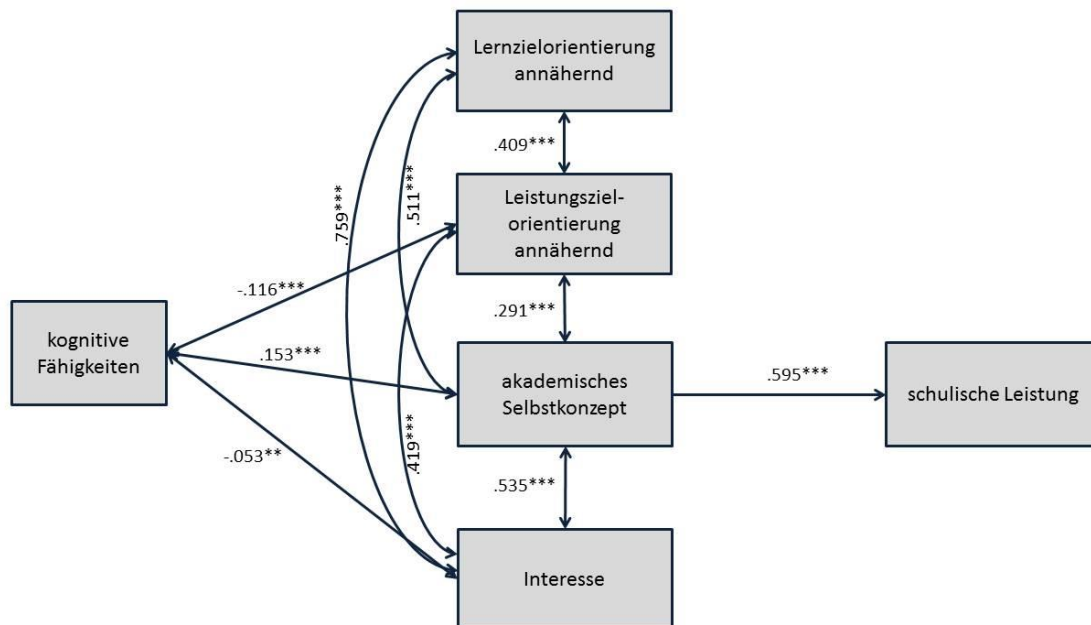 Lernzielorientierung
annähernd
.409***
.759***
.511***
Leistungsziel-
orientierung
annähernd
-.116***
.291***
kognitive
Fähigkeiten
.153***
akademisches
Selbstkonzept
.595***
schulische Leistung
.419***
-.053**
.535***
Interesse